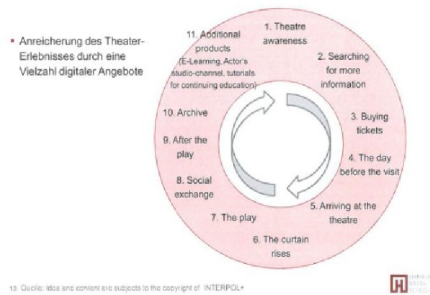 ▪ Anreicherung des Theater-
Erlebnisses durch eine
Vielzahl digitaler Angebote
1. Theatre
awareness
2. Searching
for more
information
3. Buying
tickets
4. The day
before the visit
5. Arriving at the
theatre
6. The curtain
rises
7. The play
8. Social
exchange
9. After the
play
10. Archive
11. Additional
products
(E-Learning, Actor's
studio-channel, tutorials
for continuing education)
Quelle: Idea and content are subjects to the copyright of INTERPOL+
H